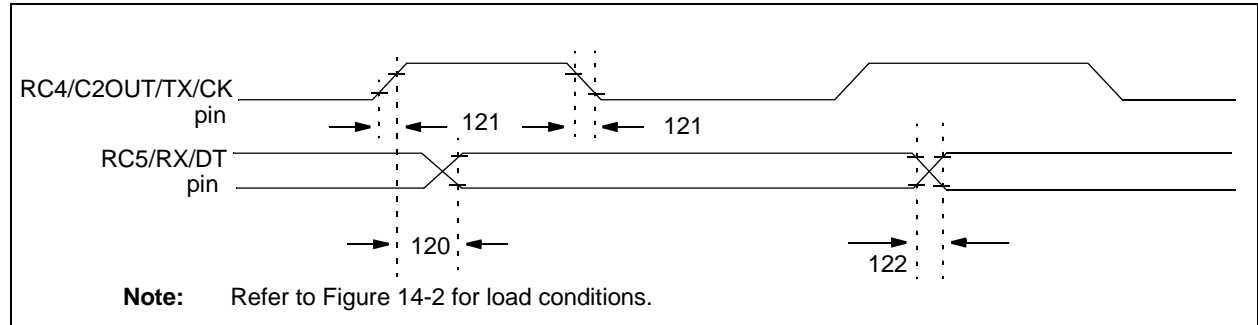 RC4/C2OUT/TX/CK
pin
121
121
RC5/RX/DT
pin
120
122
Note: Refer to Figure 14-2 for load conditions.